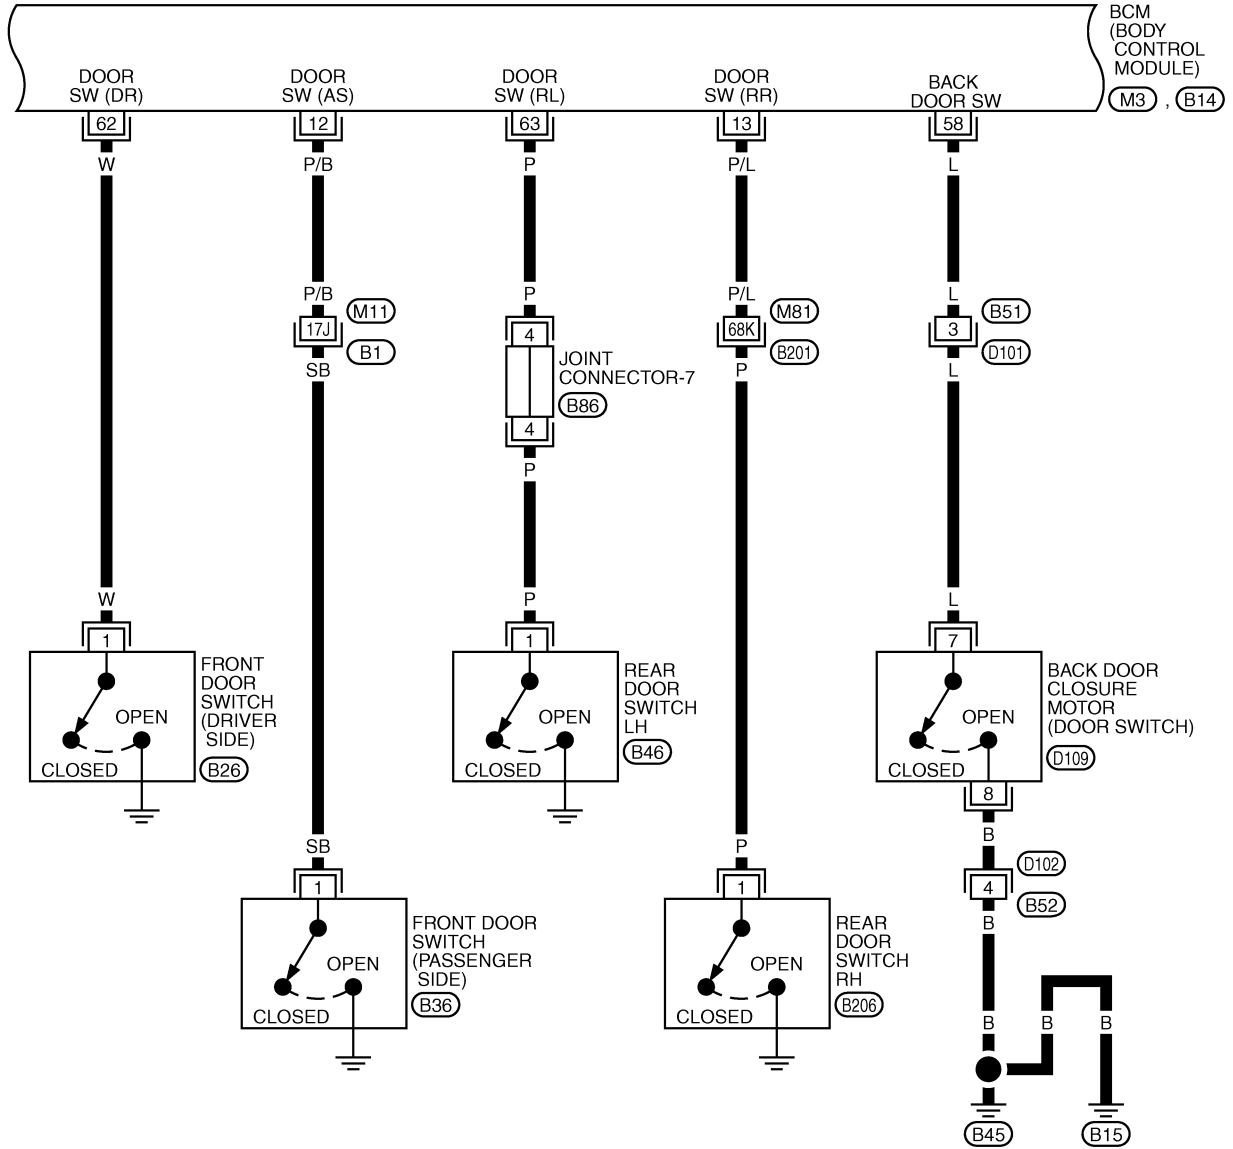 BCM
(BODY
CONTROL
MODULE)
M3 , B14
DOOR
SW (DR)
DOOR
SW (AS)
DOOR
SW (RL)
DOOR
SW (RR)
BACK
DOOR SW
62
12
63
13
58
W
P/B
P
P/L
L
P/B
P
P/L
L
M11
17J
B1
SB
4
JOINT
CONNECTOR-7
B86
4
P
M81
68K
B201
P
B51
3
D101
L
W
P
L
1
FRONT
DOOR
SWITCH
(DRIVER
SIDE)
B26
OPEN
CLOSED
1
REAR
DOOR
SWITCH
LH
B46
OPEN
CLOSED
7
BACK DOOR
CLOSURE
MOTOR
(DOOR SWITCH)
D109
OPEN
CLOSED
8
B
SB
P
1
FRONT DOOR
SWITCH
(PASSENGER
SIDE)
B36
OPEN
CLOSED
1
REAR
DOOR
SWITCH
RH
B206
OPEN
CLOSED
D102
4
B52
B
B
B
B
B45
B15